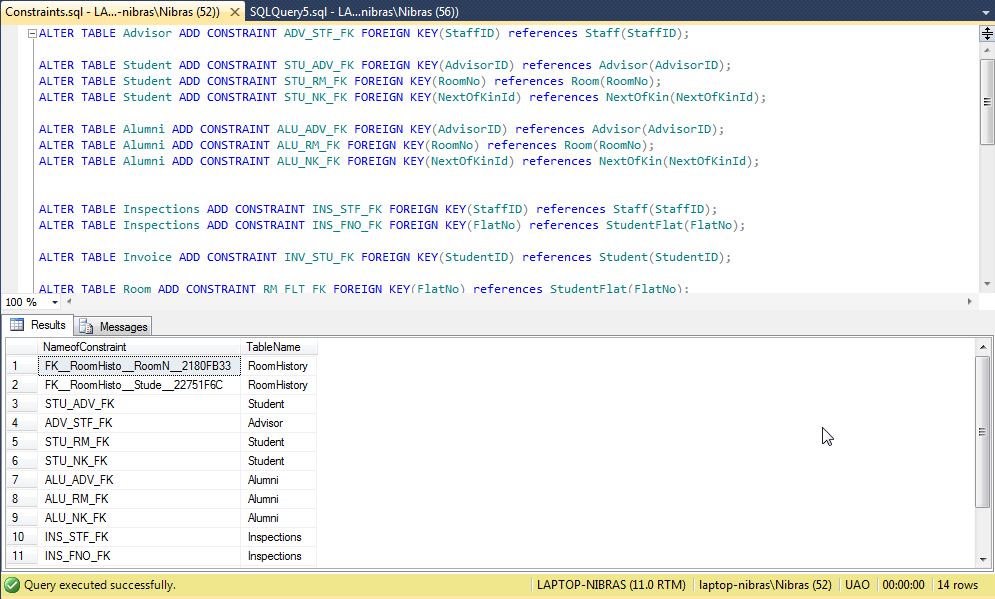 Constraints.sql - LA...-nibras\Nibras (52)) SQLQuery5.sql - LA...nibras\Nibras (56))
ALTER TABLE Advisor ADD CONSTRAINT ADV_STF_FK FOREIGN KEY(StaffID) references Staff(StaffID);
ALTER TABLE Student ADD CONSTRAINT STU_ADV_FK FOREIGN KEY(AdvisorID) references Advisor(AdvisorID);
ALTER TABLE Student ADD CONSTRAINT STU_RM_FK FOREIGN KEY(RoomNo) references Room(RoomNo);
ALTER TABLE Student ADD CONSTRAINT STU_NK_FK FOREIGN KEY(NextOfKinId) references NextOfKin(NextOfKinId);
ALTER TABLE Alumni ADD CONSTRAINT ALU_ADV_FK FOREIGN KEY(AdvisorID) references Advisor(AdvisorID);
ALTER TABLE Alumni ADD CONSTRAINT ALU_RM_FK FOREIGN KEY(RoomNo) references Room(RoomNo);
ALTER TABLE Alumni ADD CONSTRAINT ALU_NK_FK FOREIGN KEY(NextOfKinId) references NextOfKin(NextOfKinId);
ALTER TABLE Inspections ADD CONSTRAINT INS_STF_FK FOREIGN KEY(StaffID) references Staff(StaffID);
ALTER TABLE Inspections ADD CONSTRAINT INS_FNO_FK FOREIGN KEY(FlatNo) references StudentFlat(FlatNo);
ALTER TABLE Invoice ADD CONSTRAINT INV_STU_FK FOREIGN KEY(StudentID) references Student(StudentID);
ALTER TABLE Room ADD CONSTRAINT RM_FLT_FK FOREIGN KEY(FlatNo) references StudentFlat(FlatNo);
100 %
Results Messages
NameofConstraint TableName
1 FK__RoomHisto__RoomN__2180FB33 RoomHistory
2 FK__RoomHisto__Stude__22751F6C RoomHistory
3 STU_ADV_FK Student
4 ADV_STF_FK Advisor
5 STU_RM_FK Student
6 STU_NK_FK Student
7 ALU_ADV_FK Alumni
8 ALU_RM_FK Alumni
9 ALU_NK_FK Alumni
10 INS_STF_FK Inspections
11 INS_FNO_FK Inspections
Query executed successfully. LAPTOP-NIBRAS (11.0 RTM) laptop-nibras\Nibras (52) UAO 00:00:00 14 rows